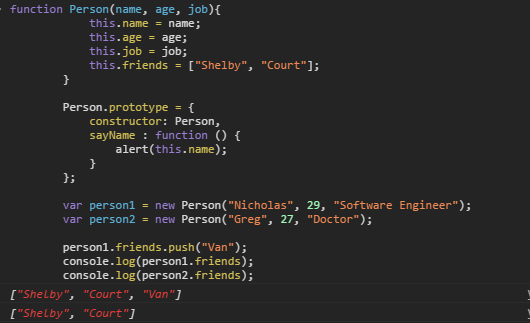 function Person(name, age, job){
this.name = name;
this.age = age;
this.job = job;
this.friends = ["Shelby", "Court"];
}
Person.prototype = {
constructor: Person,
sayName : function () {
alert(this.name);
}
};
var person1 = new Person("Nicholas", 29, "Software Engineer");
var person2 = new Person("Greg", 27, "Doctor");
person1.friends.push("Van");
console.log(person1.friends);
console.log(person2.friends);
["Shelby", "Court", "Van"]
["Shelby", "Court"]